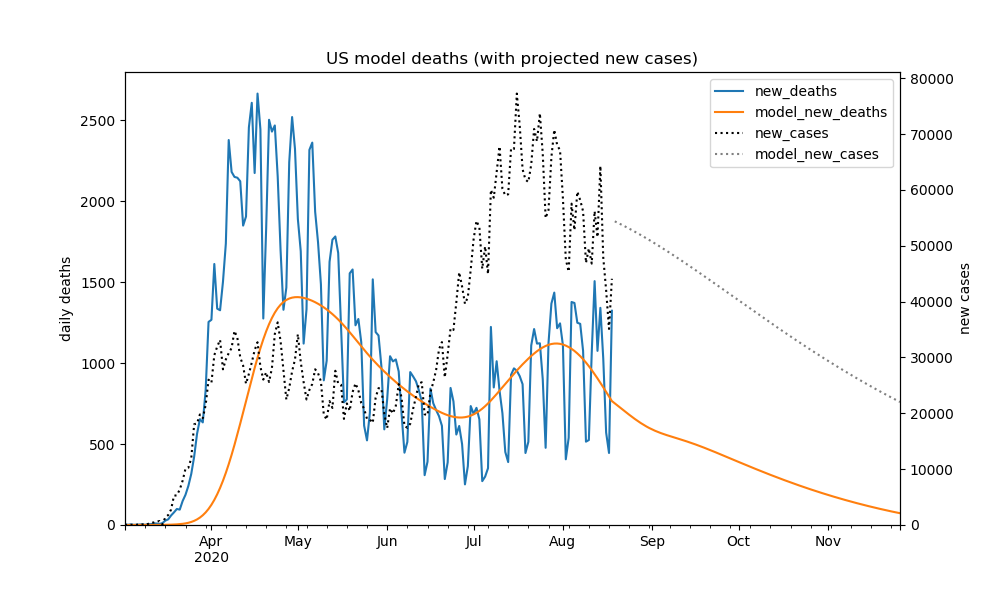 US model deaths (with projected new cases)
new_deaths
model_new_deaths
new_cases
model_new_cases
daily deaths
2500
2000
1500
1000
500
0
80000
70000
60000
50000
40000
30000
20000
10000
0
new cases
Apr May Jun Jul Aug Sep Oct Nov
2020